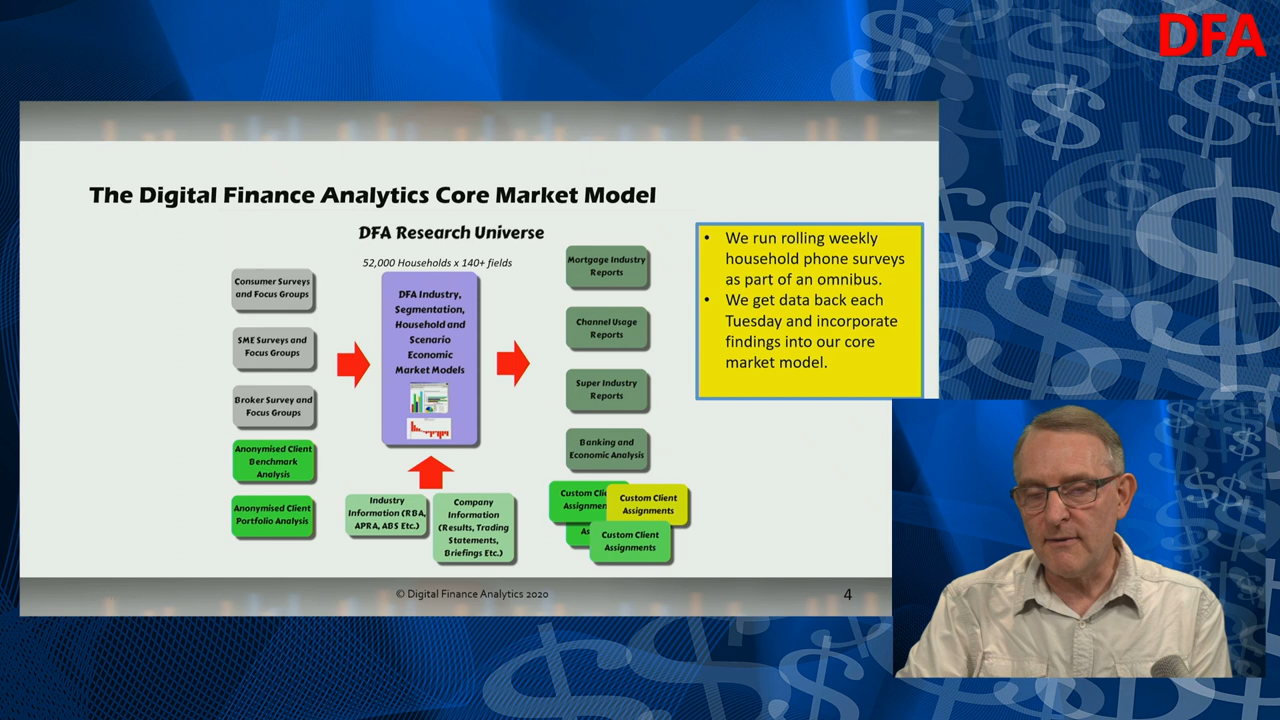 DFA
The Digital Finance Analytics Core Market Model
DFA Research Universe
52,000 Households x 140+ fields
Consumer Surveys
and Focus Groups
SME Surveys and
Focus Groups
Broker Survey and
Focus Groups
Anonymised Client
Benchmark
Analysis
Anonymised Client
Portfolio Analysis
DFA Industry,
Segmentation,
Household and
Scenario
Economic
Market Models
Industry
Information (RBA,
APRA, ABS Etc.)
Company
Information
(Results, Trading
Statements,
Briefings Etc.)
Mortgage Industry
Reports
Channel Usage
Reports
Super Industry
Reports
Banking and
Economic Analysis
Custom
Custom Client
Assignments
Custom Client
Assignments
• We run rolling weekly
household phone surveys
as part of an omnibus.
• We get data back each
Tuesday and incorporate
findings into our core
market model.
© Digital Finance Analytics 2020
4